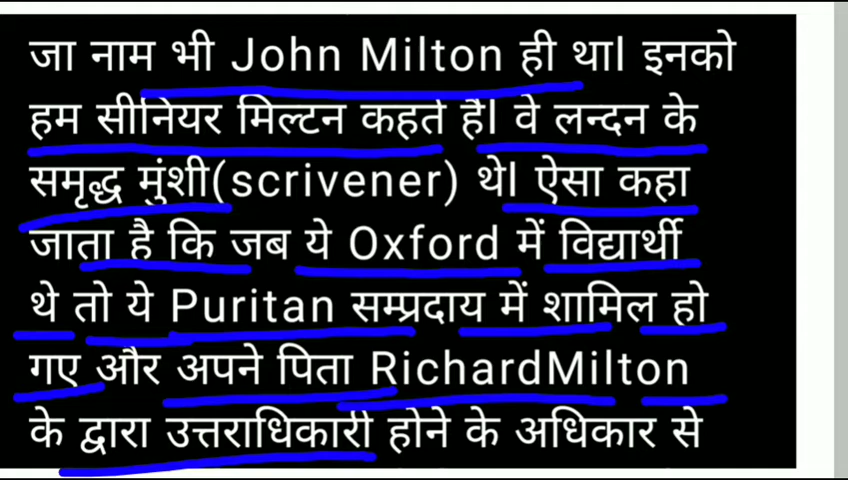 जा नाम भी John Milton ही था। इनको
हम सीनियर मिल्टन कहते हैं। वे लन्दन के
समृद्ध मुंशी(scrivener) थे। ऐसा कहा
जाता है कि जब ये Oxford में विद्यार्थी
थे तो ये Puritan सम्प्रदाय में शामिल हो
गए और अपने पिता RichardMilton
के द्वारा उत्तराधिकारी होने के अधिकार से